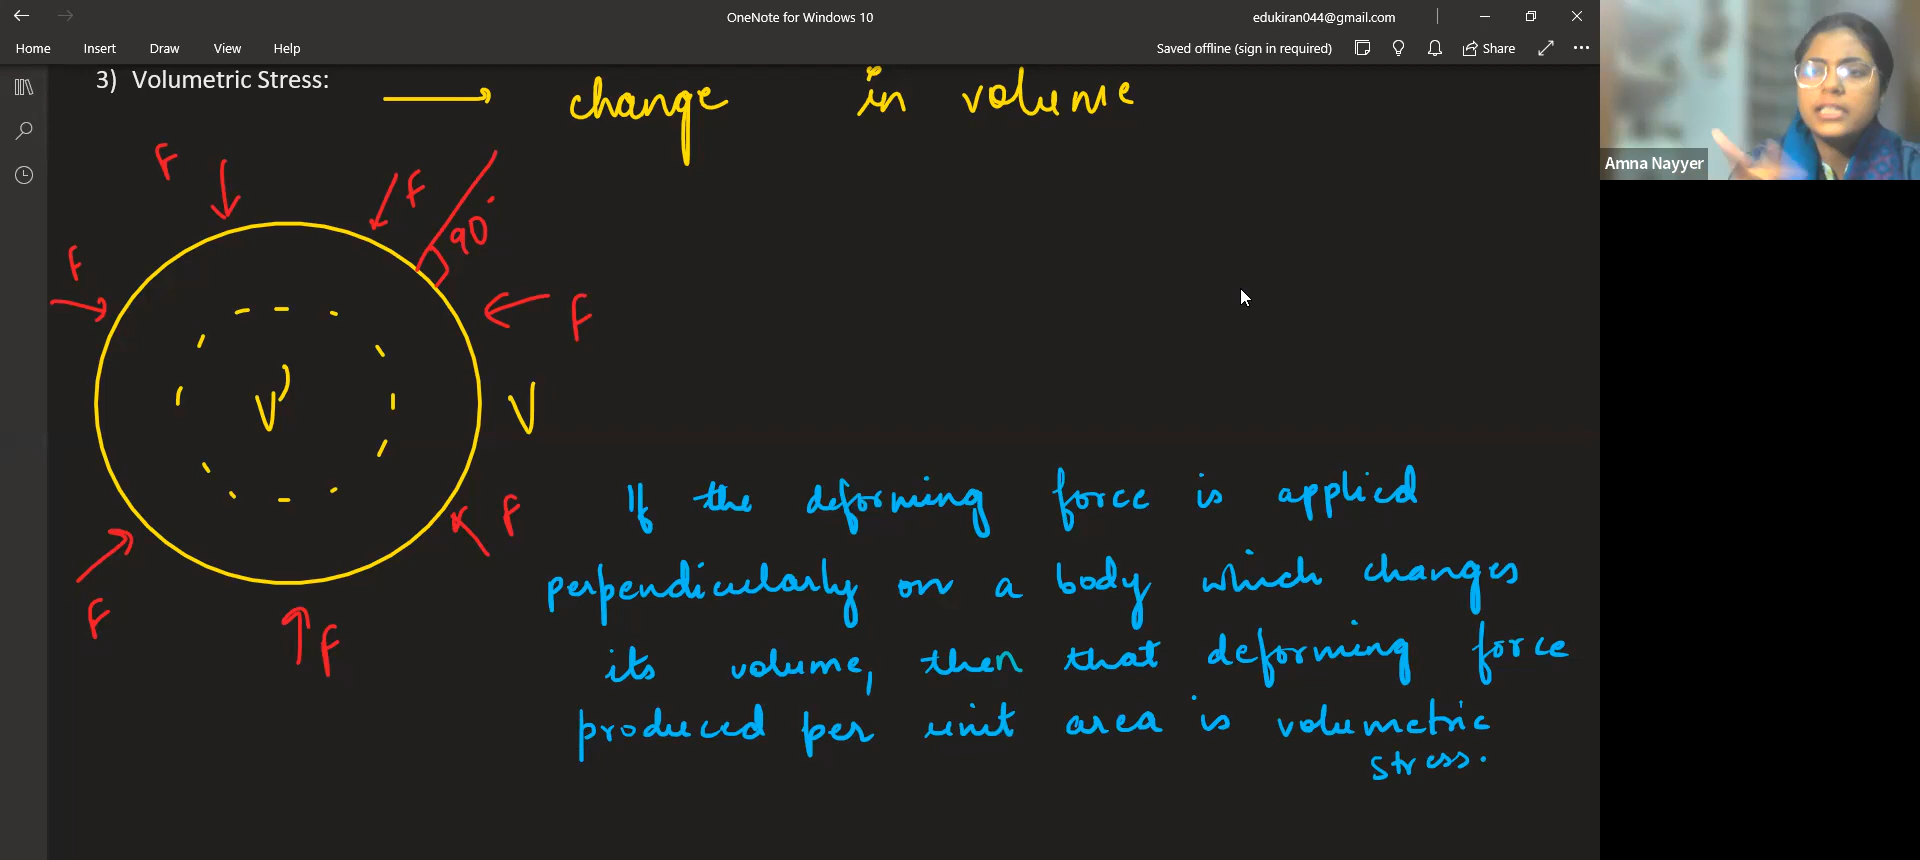 OneNote for Windows 10
edukiran044@gmail.com
Home Insert Draw View Help
Saved offline (sign in required)
Share
3) Volumetric Stress:
change in volume
F
F
90°
F
F
V'
V
F
F
F
If the deforming force is applied
perpendicularly on a body which changes
its volume, then that deforming force
produced per unit area is volumetric
stress.
Amna Nayyer